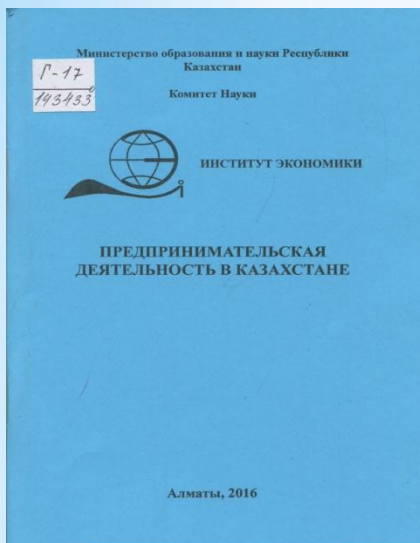 Министерство образования и науки Республики
Казахстан
Г-17
143433
Комитет Науки
ИНСТИТУТ ЭКОНОМИКИ
ПРЕДПРИНИМАТЕЛЬСКАЯ
ДЕЯТЕЛЬНОСТЬ В КАЗАХСТАНЕ
Алматы, 2016